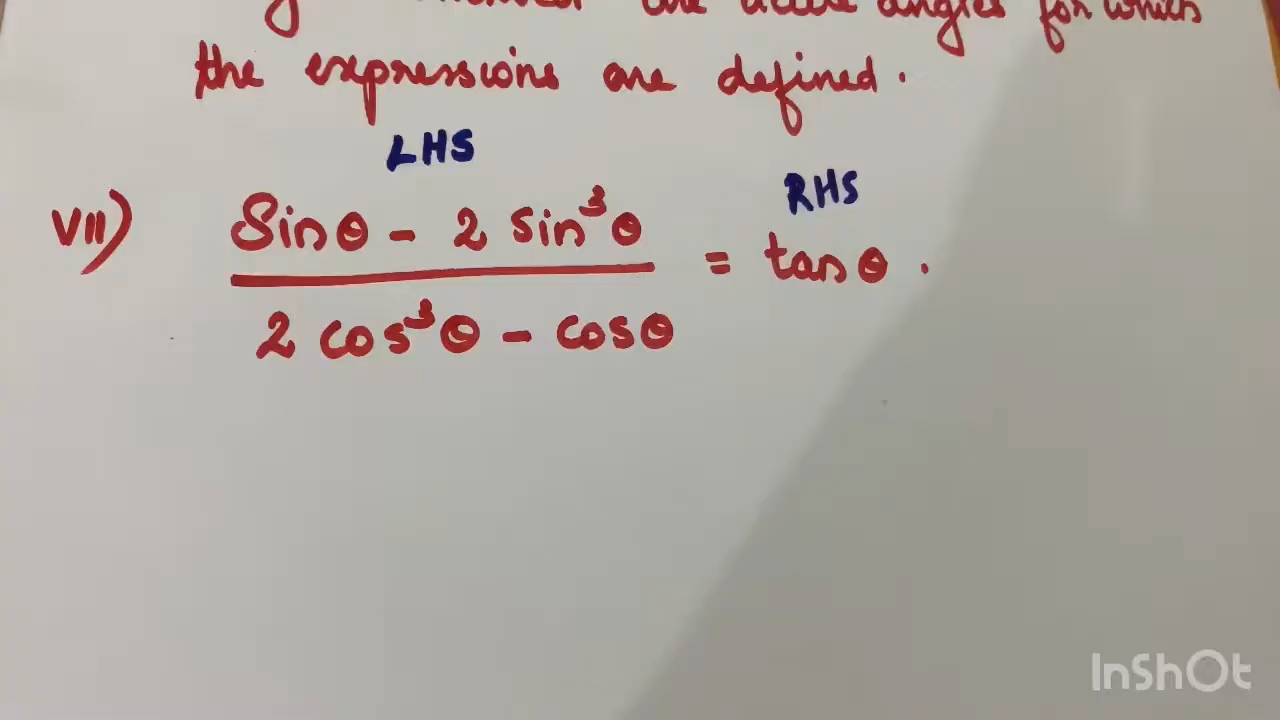 the expressions are defined.
LHS
RHS
VII) Sinθ - 2 Sin³θ
= tanθ.
2 cos³θ - cosθ
InShOt